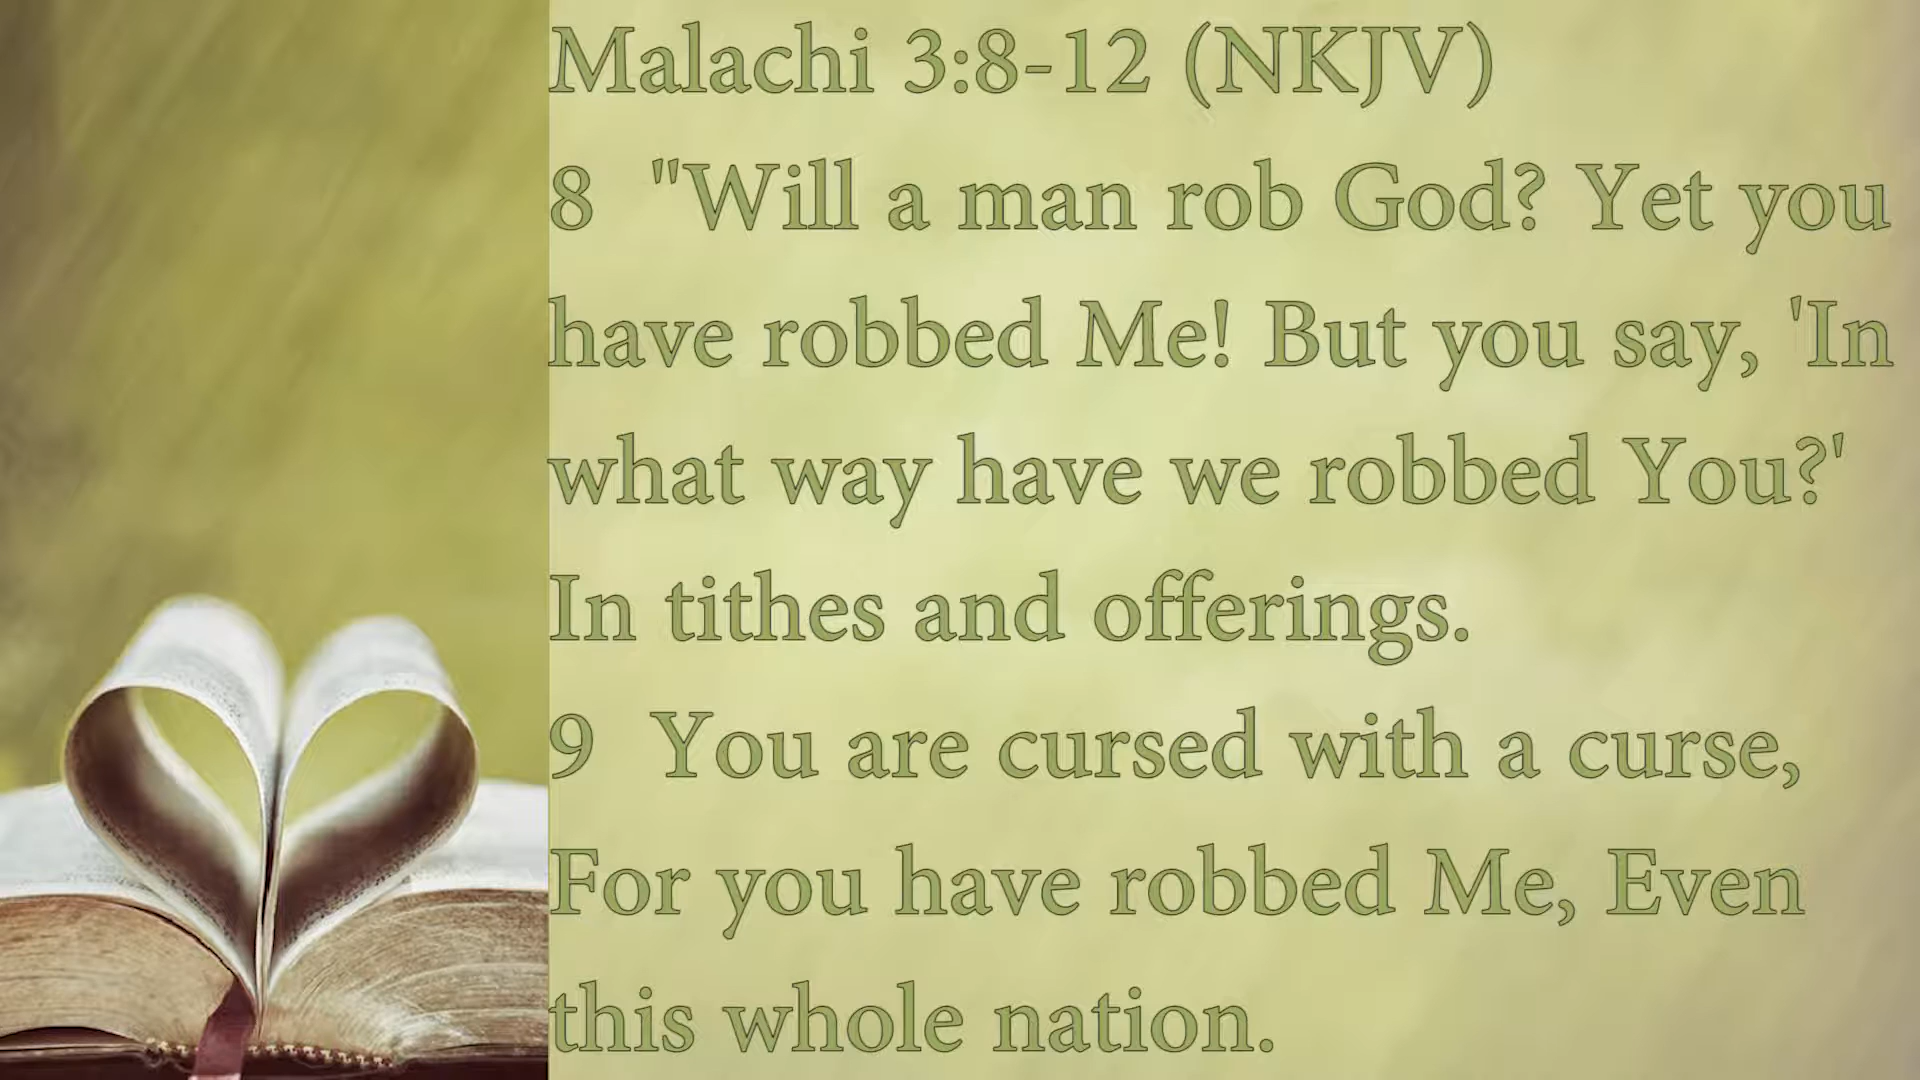 Malachi 3:8-12 (NKJV)
8 "Will a man rob God? Yet you
have robbed Me! But you say, 'In
what way have we robbed You?'
In tithes and offerings.
9 You are cursed with a curse,
For you have robbed Me, Even
this whole nation.